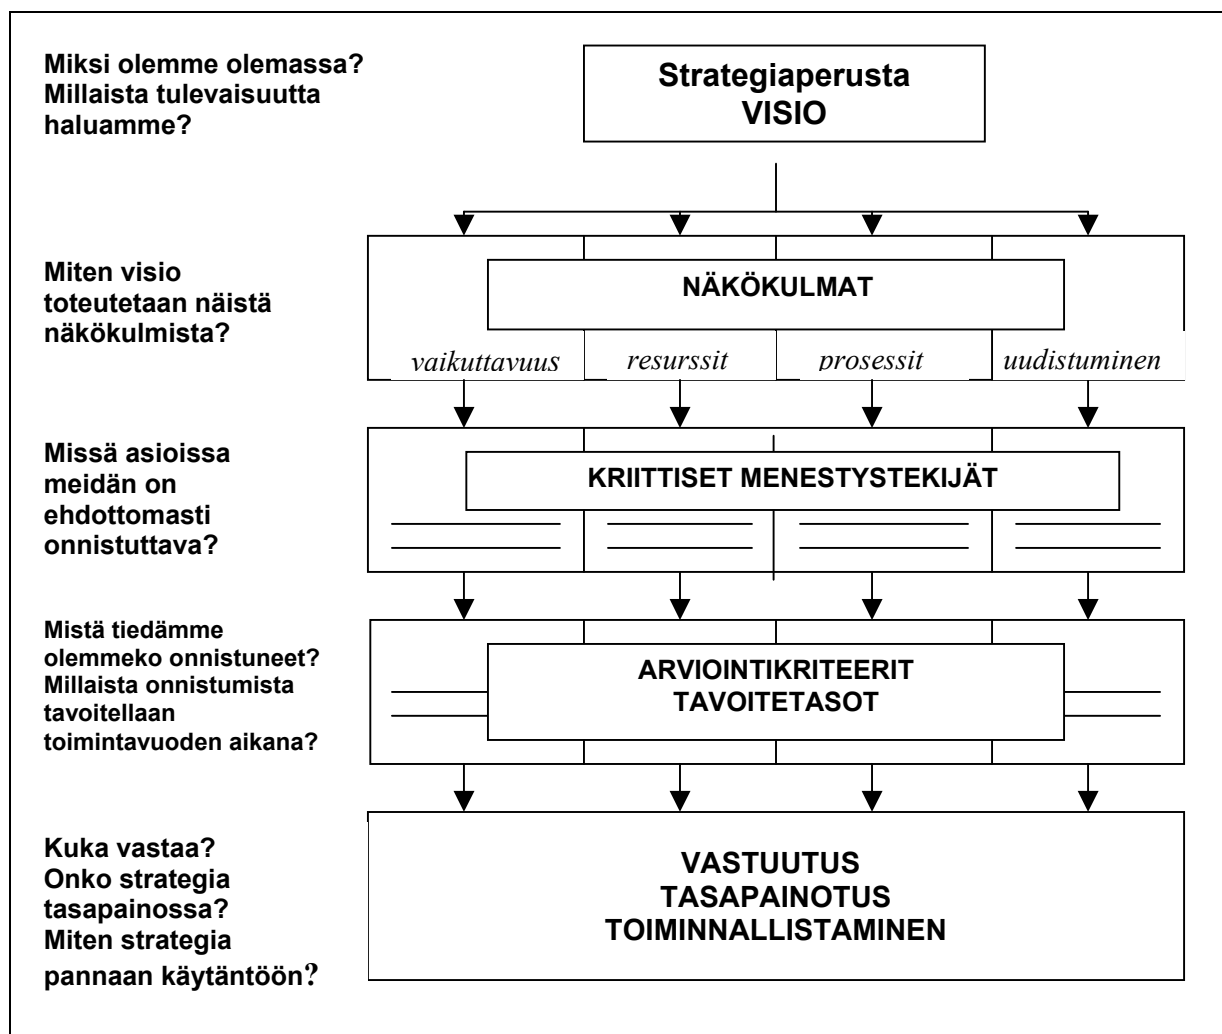 Miksi olemme olemassa?
Millaista tulevaisuutta
haluamme?
Strategiaperusta
VISIO
Miten visio
toteutetaan näistä
näkökulmista?
NÄKÖKULMAT
vaikuttavuus resurssit prosessit uudistuminen
Missä asioissa
meidän on
ehdottomasti
onnistuttava?
KRIITTISET MENESTYSTEKIJÄT
Mistä tiedämme
olemmeko onnistuneet?
Millaista onnistumista
tavoitellaan
toimintavuoden aikana?
ARVIOINTIKRITEERIT
TAVOITETASOT
Kuka vastaa?
Onko strategia
tasapainossa?
Miten strategia
pannaan käytäntöön?
VASTUUTUS
TASAPAINOTUS
TOIMINNALLISTAMINEN